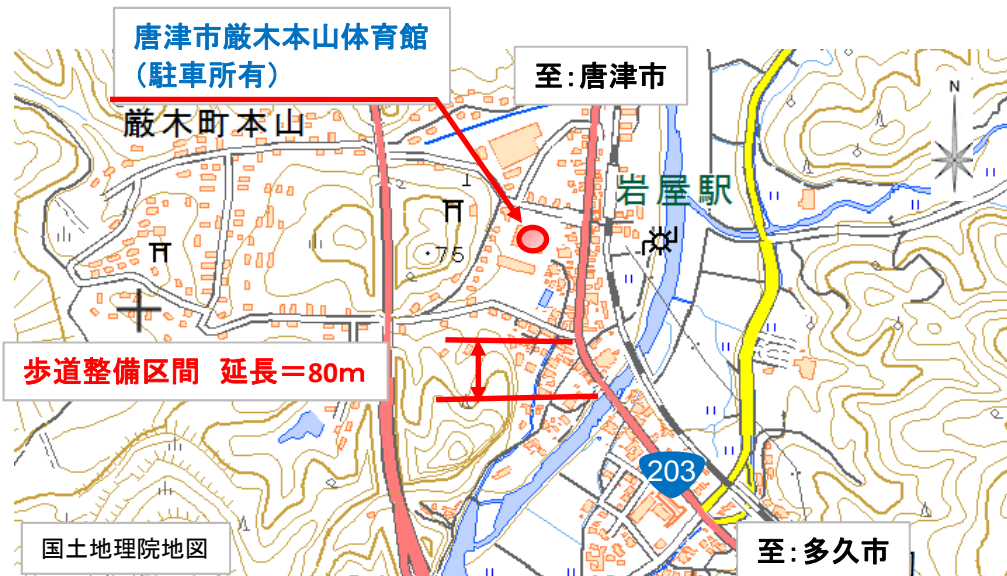 唐津市厳木本山体育館
（駐車所有）
至：唐津市
N
厳木町本山
岩屋駅
・75
歩道整備区間　延長＝80m
203
国土地理院地図
至：多久市